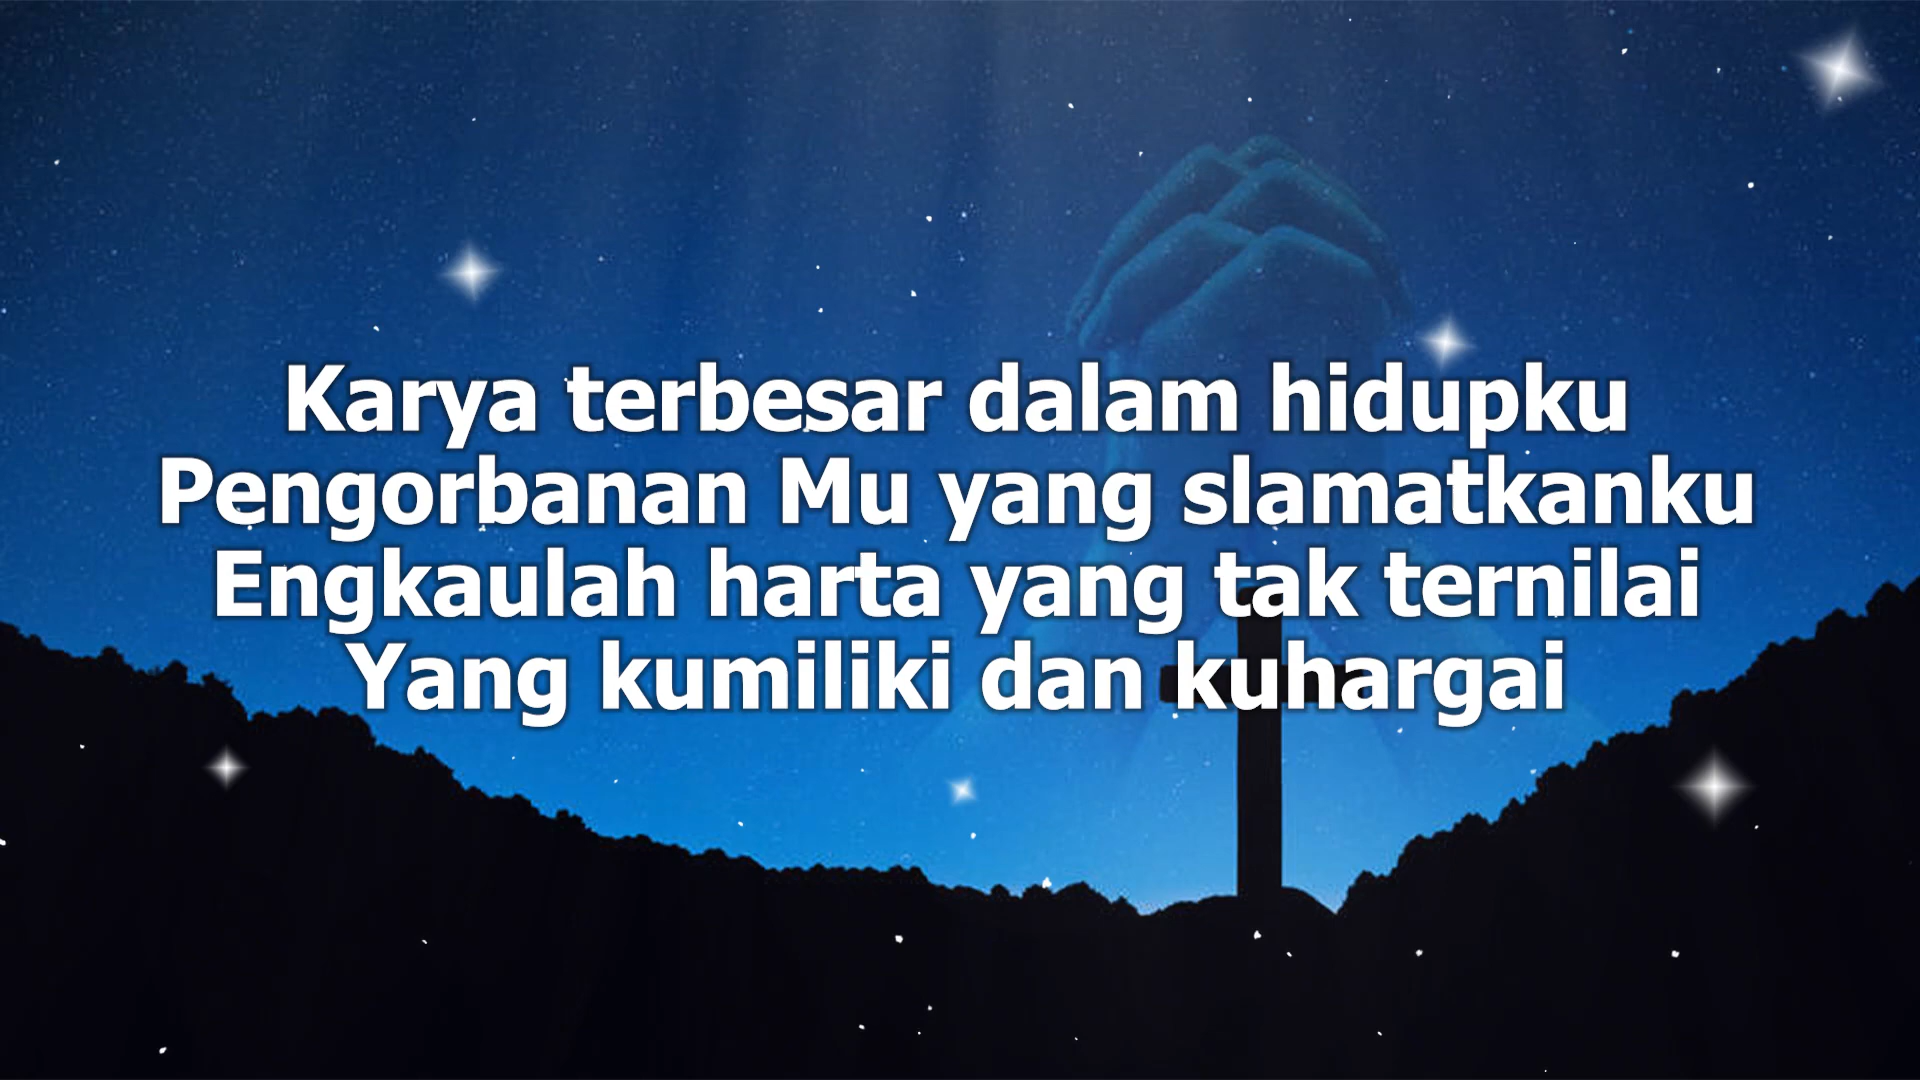 Karya terbesar dalam hidupku
Pengorbanan Mu yang slamatkanku
Engkaulah harta yang tak ternilai
Yang kumiliki dan kuhargai